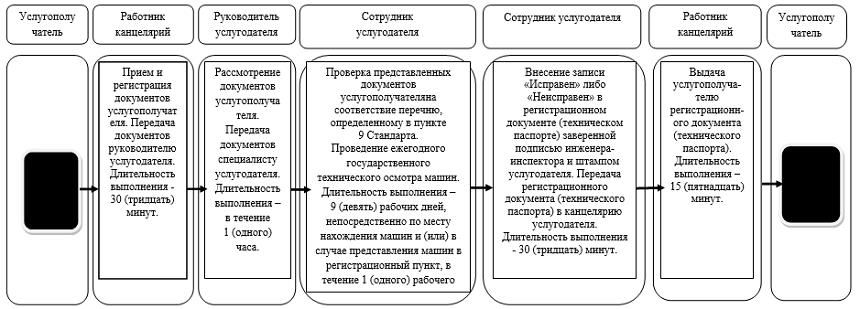 Услугополу
чатель
Работник
канцелярий
Руководитель
услугодателя
Сотрудник
услугодателя
Сотрудник услугодателя
Работник
канцелярий
Услугополу
чатель
Прием и
регистрация
документов
услугополучат
еля. Передача
документов
руководителю
услугодателя.
Длительность
выполнения -
30 (тридцать)
минут.
Рассмотрение
документов
услугополуча
теля.
Передача
документов
специалисту
услугодателя.
Длительность
выполнения –
в течение
1 (одного)
часа.
Проверка представленных
документов
услугополучателяна
соответствие перечню,
определенному в пункте
9 Стандарта.
Проведение ежегодного
государственного
технического осмотра машин.
Длительность выполнения –
9 (девять) рабочих дней,
непосредственно по месту
нахождения машин и (или) в
случае представления машин в
регистрационный пункт, в
течение 1 (одного) рабочего
Внесение записи
«Исправен» либо
«Неисправен» в
регистрационном
документе (техническом
паспорте) заверенной
подписью инженера-
инспектора и штампом
услугодателя. Передача
регистрационного
документа (технического
паспорта) в канцелярию
услугодателя.
Длительность выполнения
- 30 (тридцать) минут.
Выдача
услугополуча-
телю
регистрационн-
ого документа
(технического
паспорта).
Длительность
выполнения –
15 (пятнадцать)
минут.